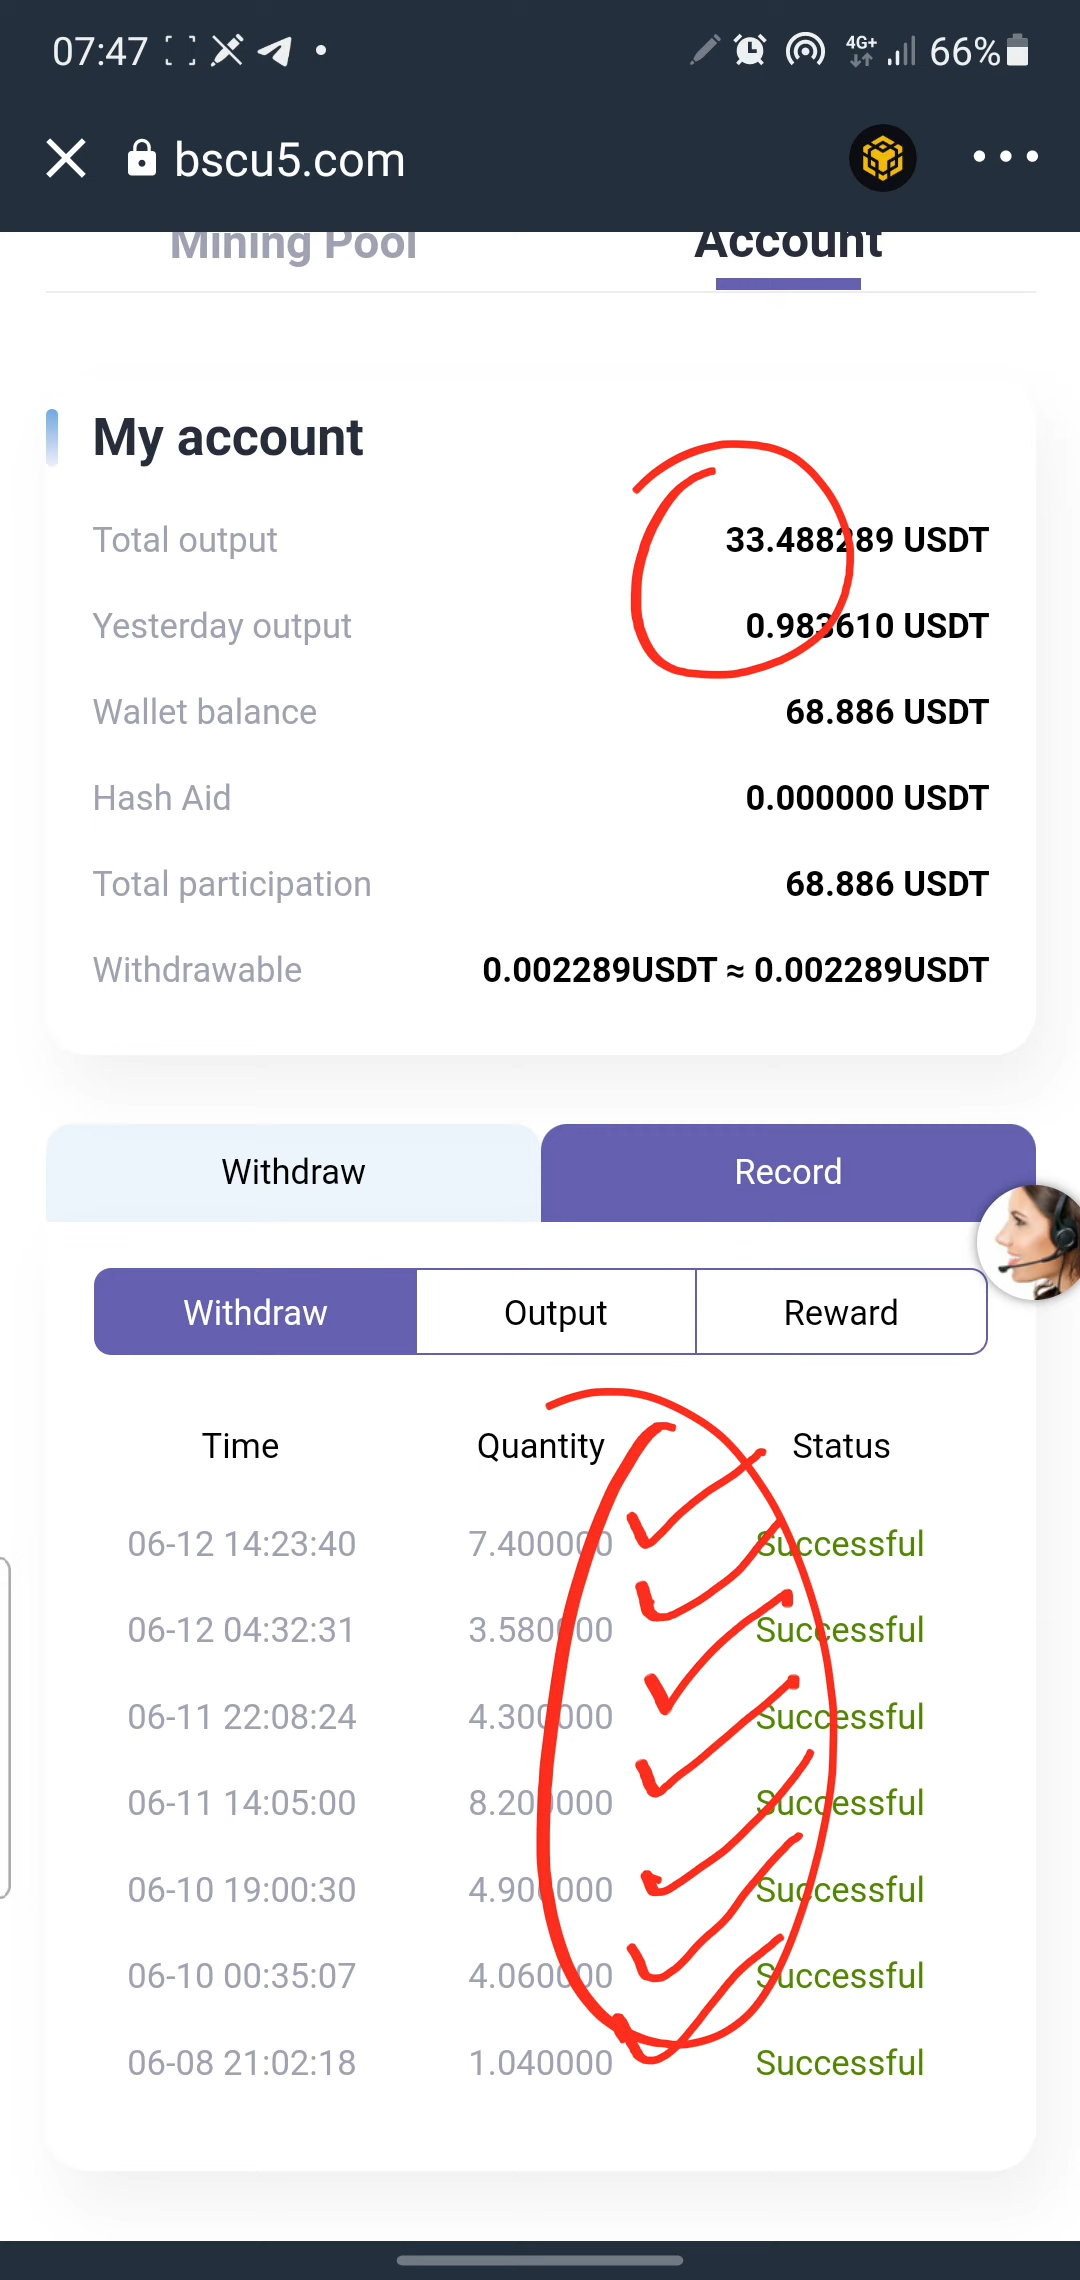 07:47
4G+
66%
bscu5.com
Mining Pool
Account
My account
Total output
33.488289 USDT
Yesterday output
0.983610 USDT
Wallet balance
68.886 USDT
Hash Aid
0.000000 USDT
Total participation
68.886 USDT
Withdrawable
0.002289USDT ≈ 0.002289USDT
Withdraw
Record
Withdraw
Output
Reward
Time
Quantity
Status
06-12 14:23:40
7.400000
Successful
06-12 04:32:31
3.580000
Successful
06-11 22:08:24
4.300000
Successful
06-11 14:05:00
8.200000
Successful
06-10 19:00:30
4.900000
Successful
06-10 00:35:07
4.060000
Successful
06-08 21:02:18
1.040000
Successful